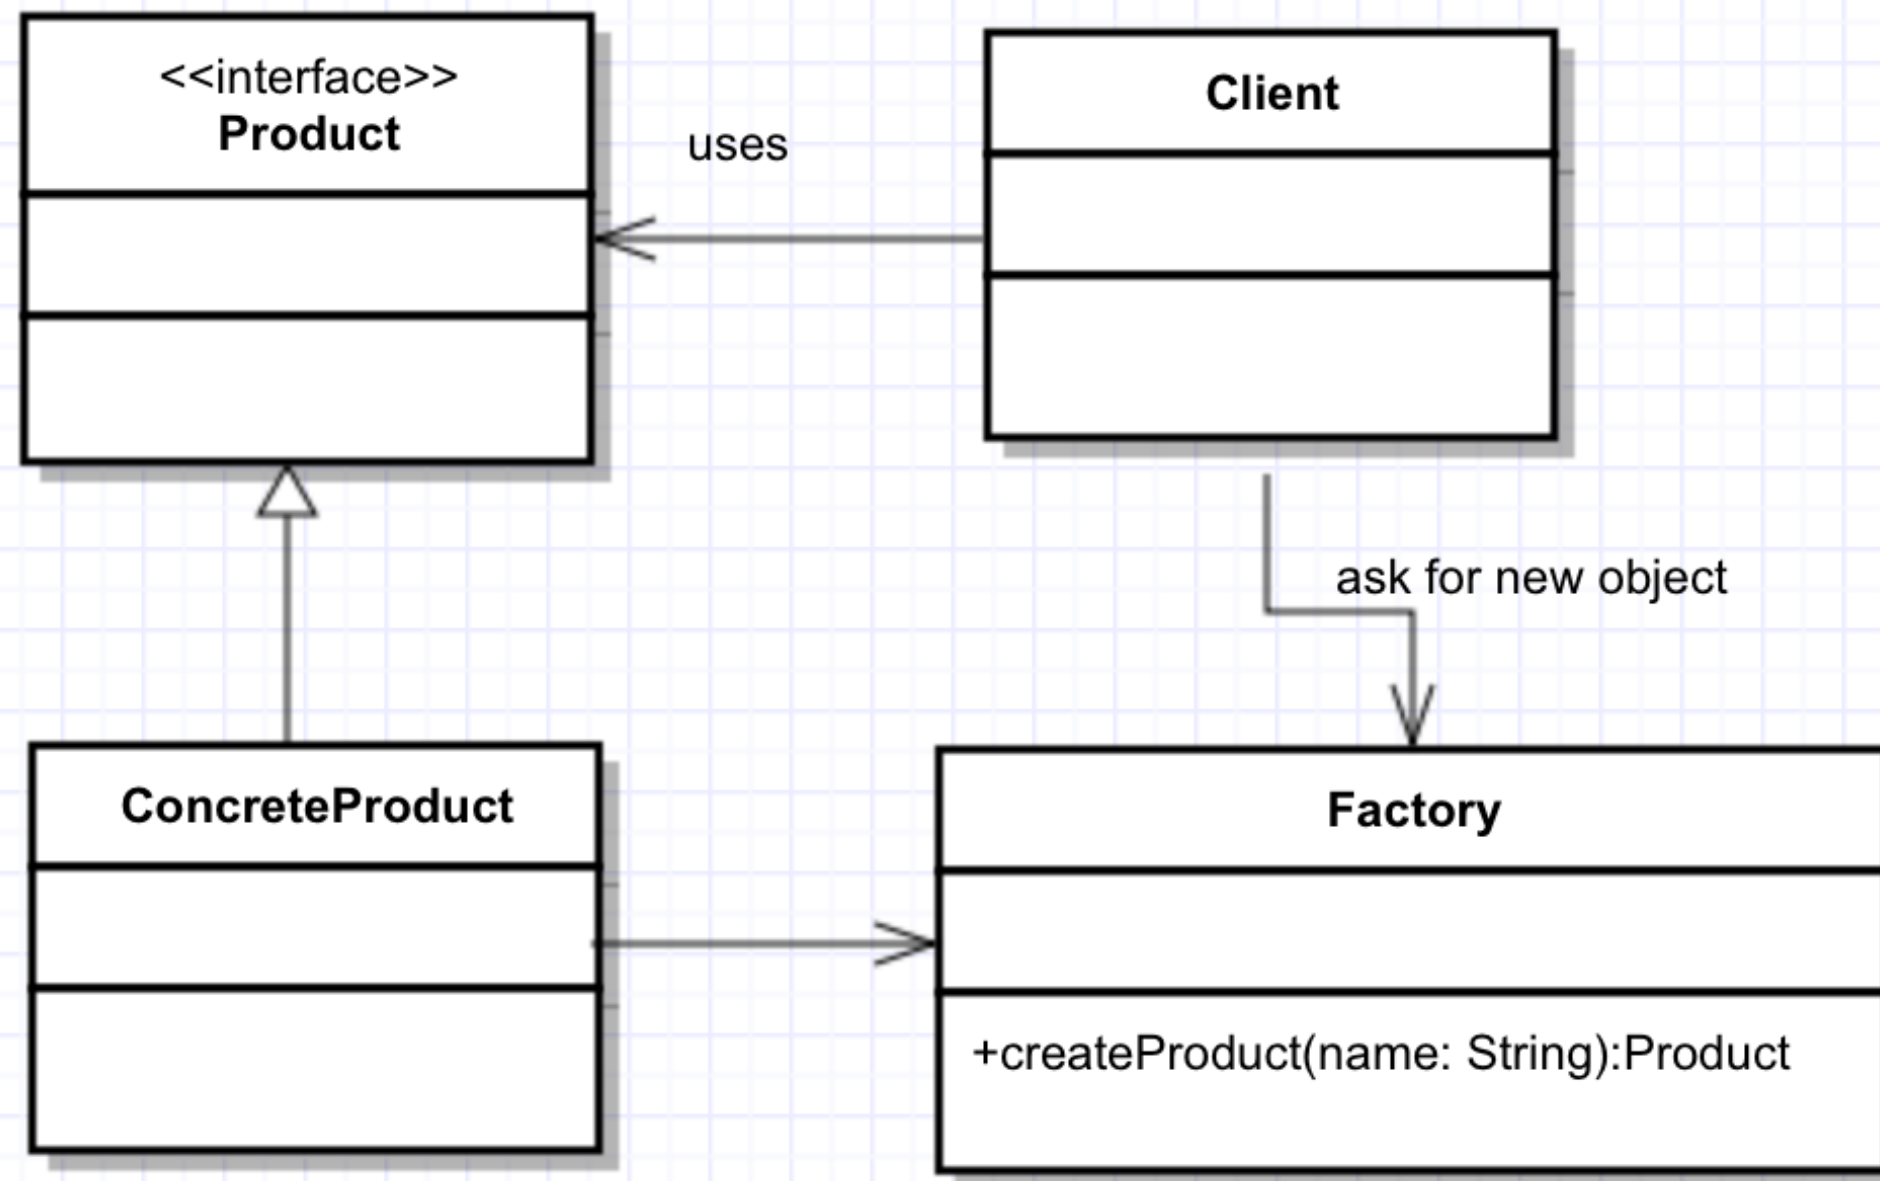 <<interface>>
Product
uses
Client
ask for new object
ConcreteProduct
Factory
+createProduct(name: String):Product